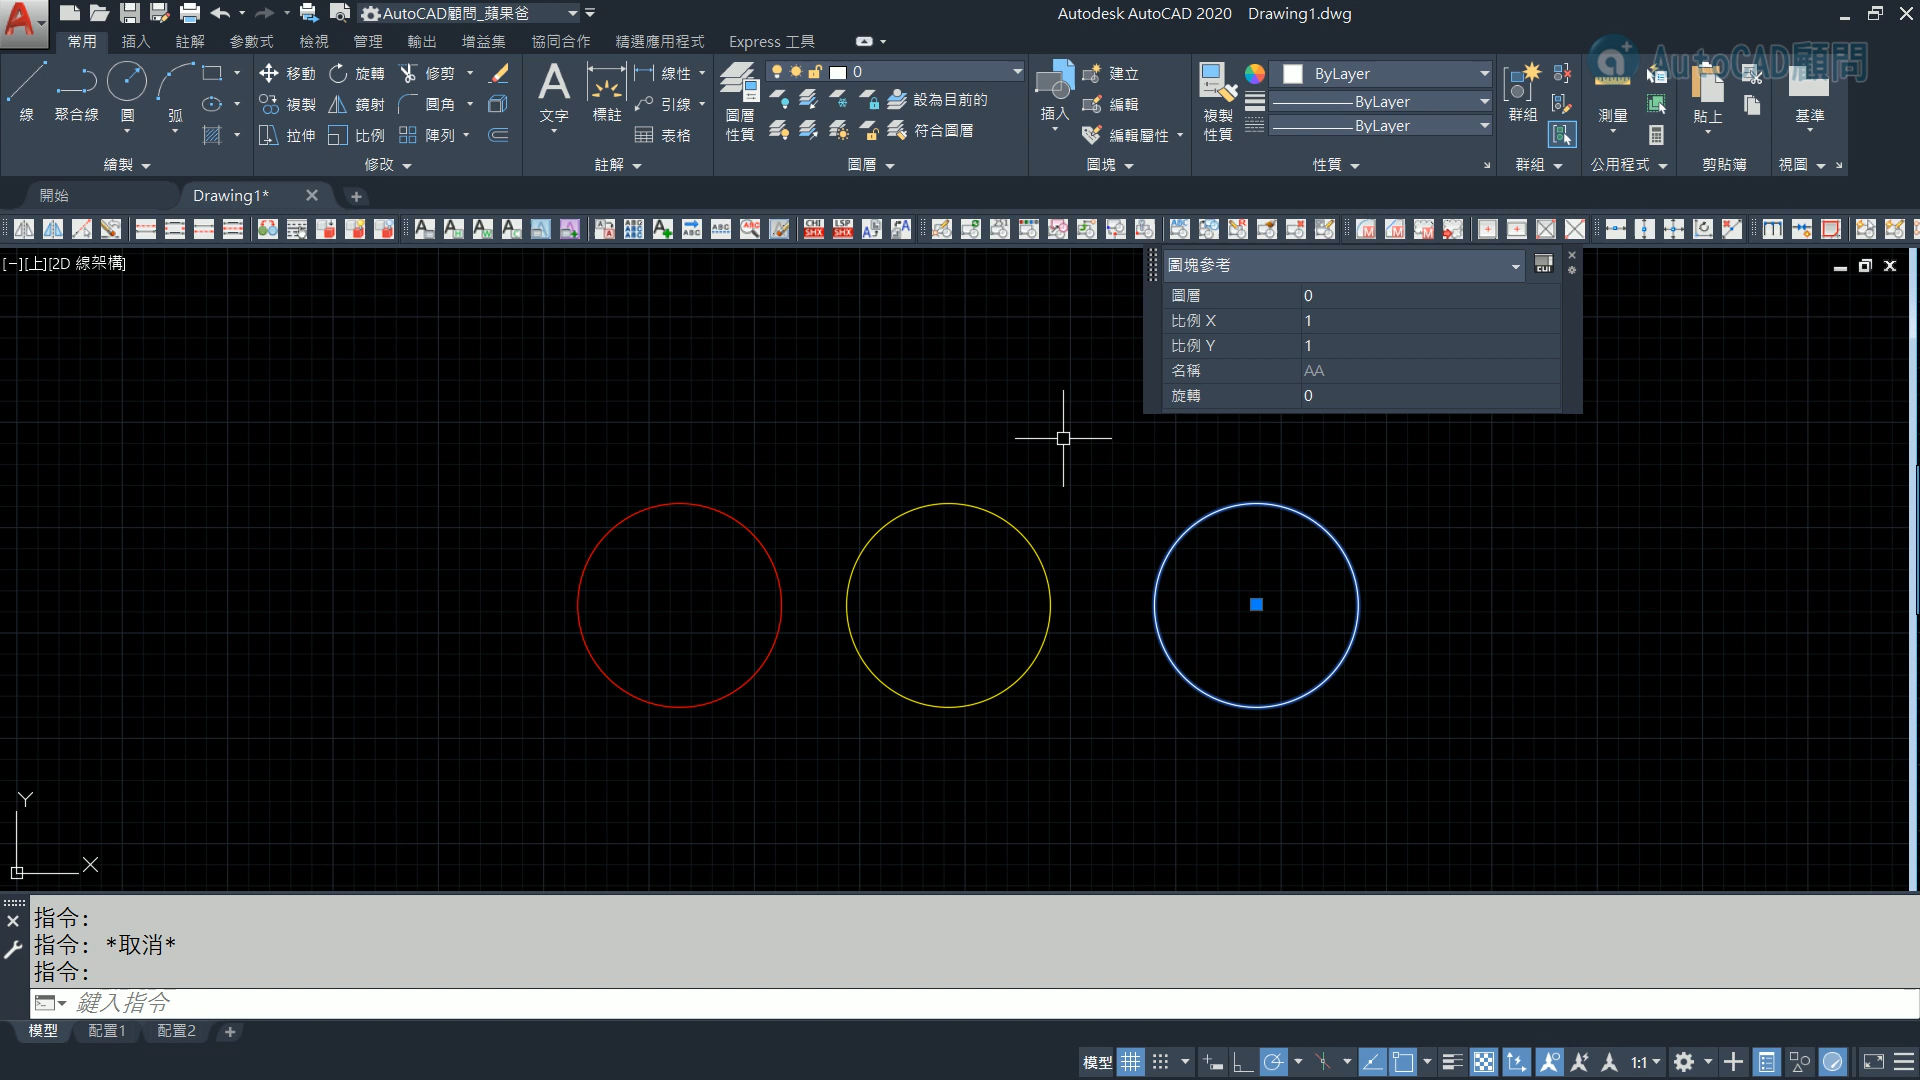 AutoCAD顧問_蘋果爸
Autodesk AutoCAD 2020 Drawing1.dwg
常用 插入 註解 參數式 檢視 管理 輸出 增益集 協同合作 精選應用程式 Express 工具
AutoCAD顧問
線 聚合線 圓 弧
移動 旋轉 修剪
複製 鏡射 圓角
拉伸 比例 陣列
文字 標註
線性
引線
表格
圖層
性質
0
設為目前的
符合圖層
插入
建立
編輯
編輯屬性
複製
性質
ByLayer
ByLayer
ByLayer
群組
測量
貼上
基準
繪製 修改 註解 圖層 圖塊 性質 群組 公用程式 剪貼簿 視圖
開始 Drawing1*
[−][上][2D 線架構]
圖塊參考
CUI
圖層 0
比例 X 1
比例 Y 1
名稱 AA
旋轉 0
Y
X
指令:
指令: *取消*
指令:
鍵入指令
模型 配置1 配置2
模型 1:1